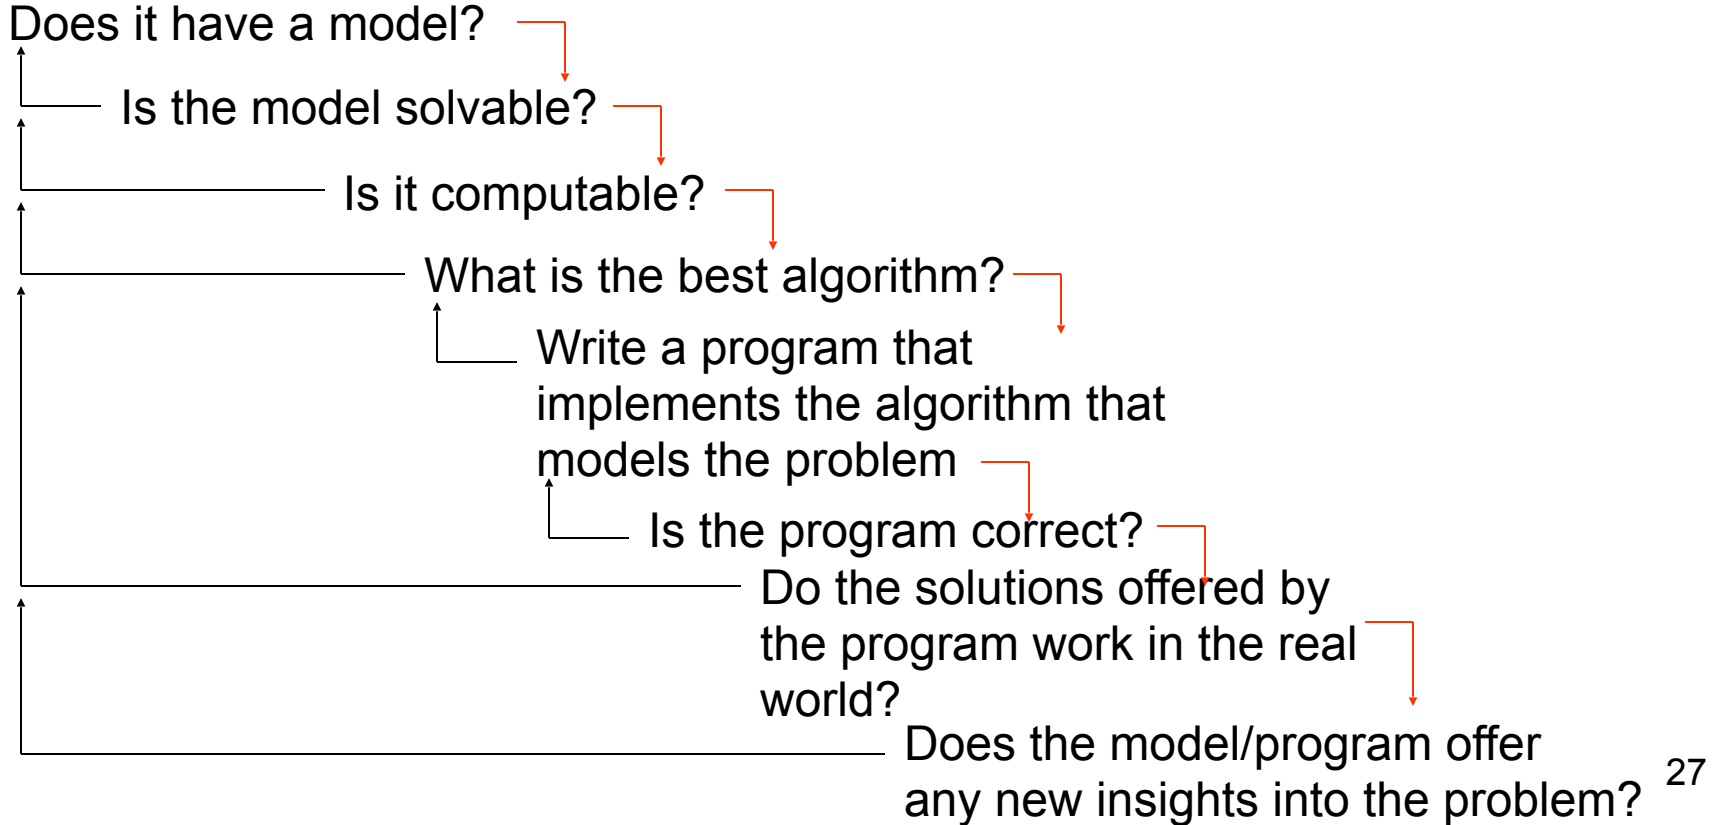 Does it have a model?
Is the model solvable?
Is it computable?
What is the best algorithm?
Write a program that
implements the algorithm that
models the problem
Is the program correct?
Do the solutions offered by
the program work in the real
world?
Does the model/program offer
any new insights into the problem?
27